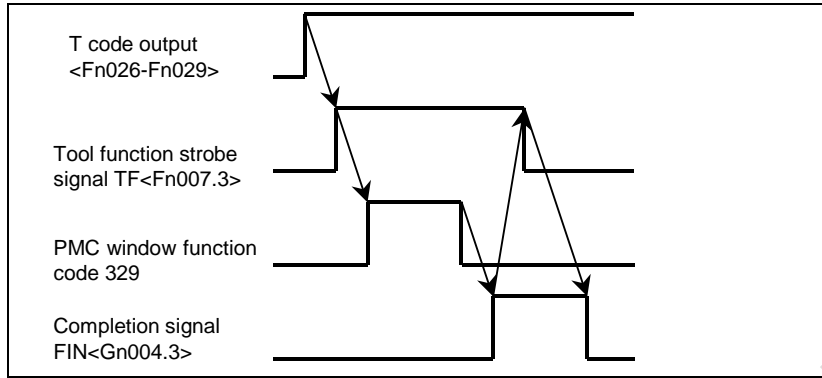 T code output
<Fn026-Fn029>
Tool function strobe
signal TF<Fn007.3>
PMC window function
code 329
Completion signal
FIN<Gn004.3>